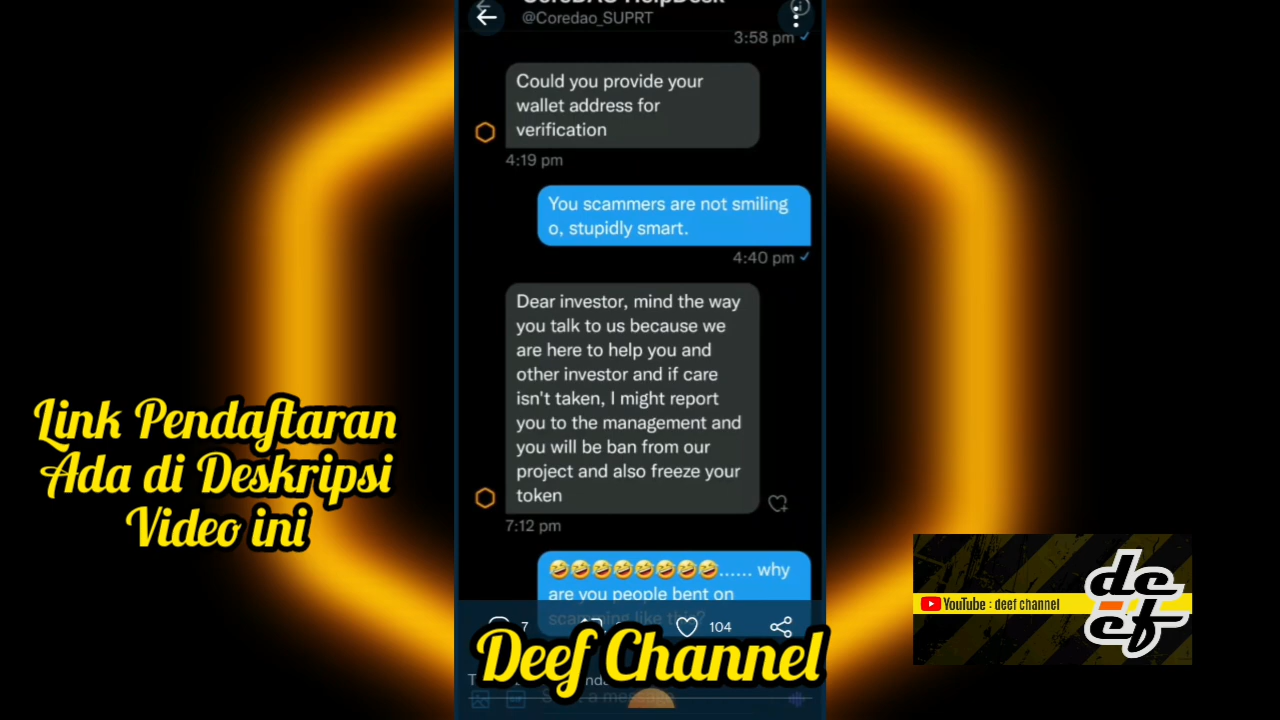 @Coredao_SUPRT
3:58 pm
Could you provide your
wallet address for
verification
4:19 pm
You scammers are not smiling
o, stupidly smart.
4:40 pm
Dear investor, mind the way
you talk to us because we
are here to help you and
other investor and if care
isn't taken, I might report
you to the management and
you will be ban from our
project and also freeze your
token
7:12 pm
🤣🤣🤣🤣🤣🤣🤣🤣...... why
are you people bent on
scamming like this?
7
104
Link Pendaftaran
Ada di Deskripsi
Video ini
Deef Channel
YouTube : deef channel
deef